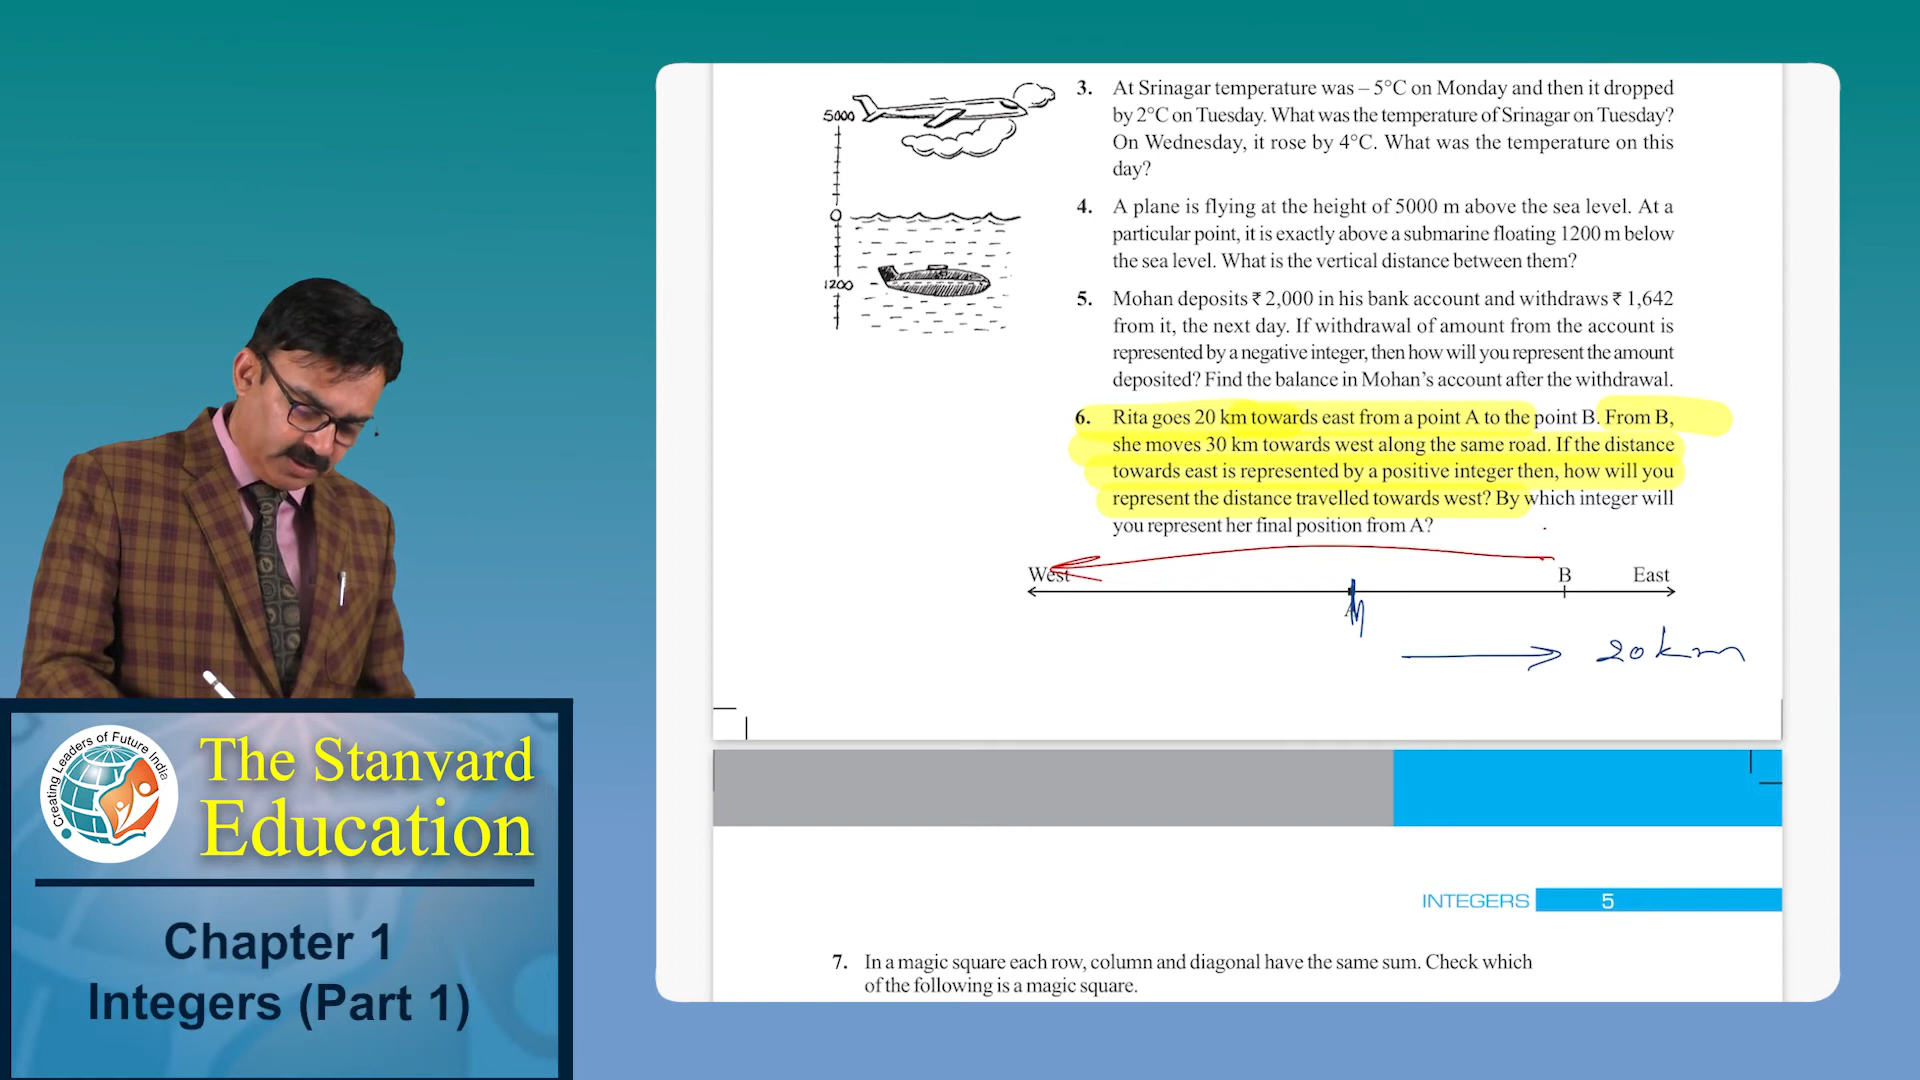 5000
0
1200
3. At Srinagar temperature was – 5°C on Monday and then it dropped
by 2°C on Tuesday. What was the temperature of Srinagar on Tuesday?
On Wednesday, it rose by 4°C. What was the temperature on this
day?
4. A plane is flying at the height of 5000 m above the sea level. At a
particular point, it is exactly above a submarine floating 1200 m below
the sea level. What is the vertical distance between them?
5. Mohan deposits ₹ 2,000 in his bank account and withdraws ₹ 1,642
from it, the next day. If withdrawal of amount from the account is
represented by a negative integer, then how will you represent the amount
deposited? Find the balance in Mohan's account after the withdrawal.
6. Rita goes 20 km towards east from a point A to the point B. From B,
she moves 30 km towards west along the same road. If the distance
towards east is represented by a positive integer then, how will you
represent the distance travelled towards west? By which integer will
you represent her final position from A?
West B East
A
20 km
INTEGERS 5
7. In a magic square each row, column and diagonal have the same sum. Check which
of the following is a magic square.
Creating Leaders of Future India
The Stanvard
Education
Chapter 1
Integers (Part 1)